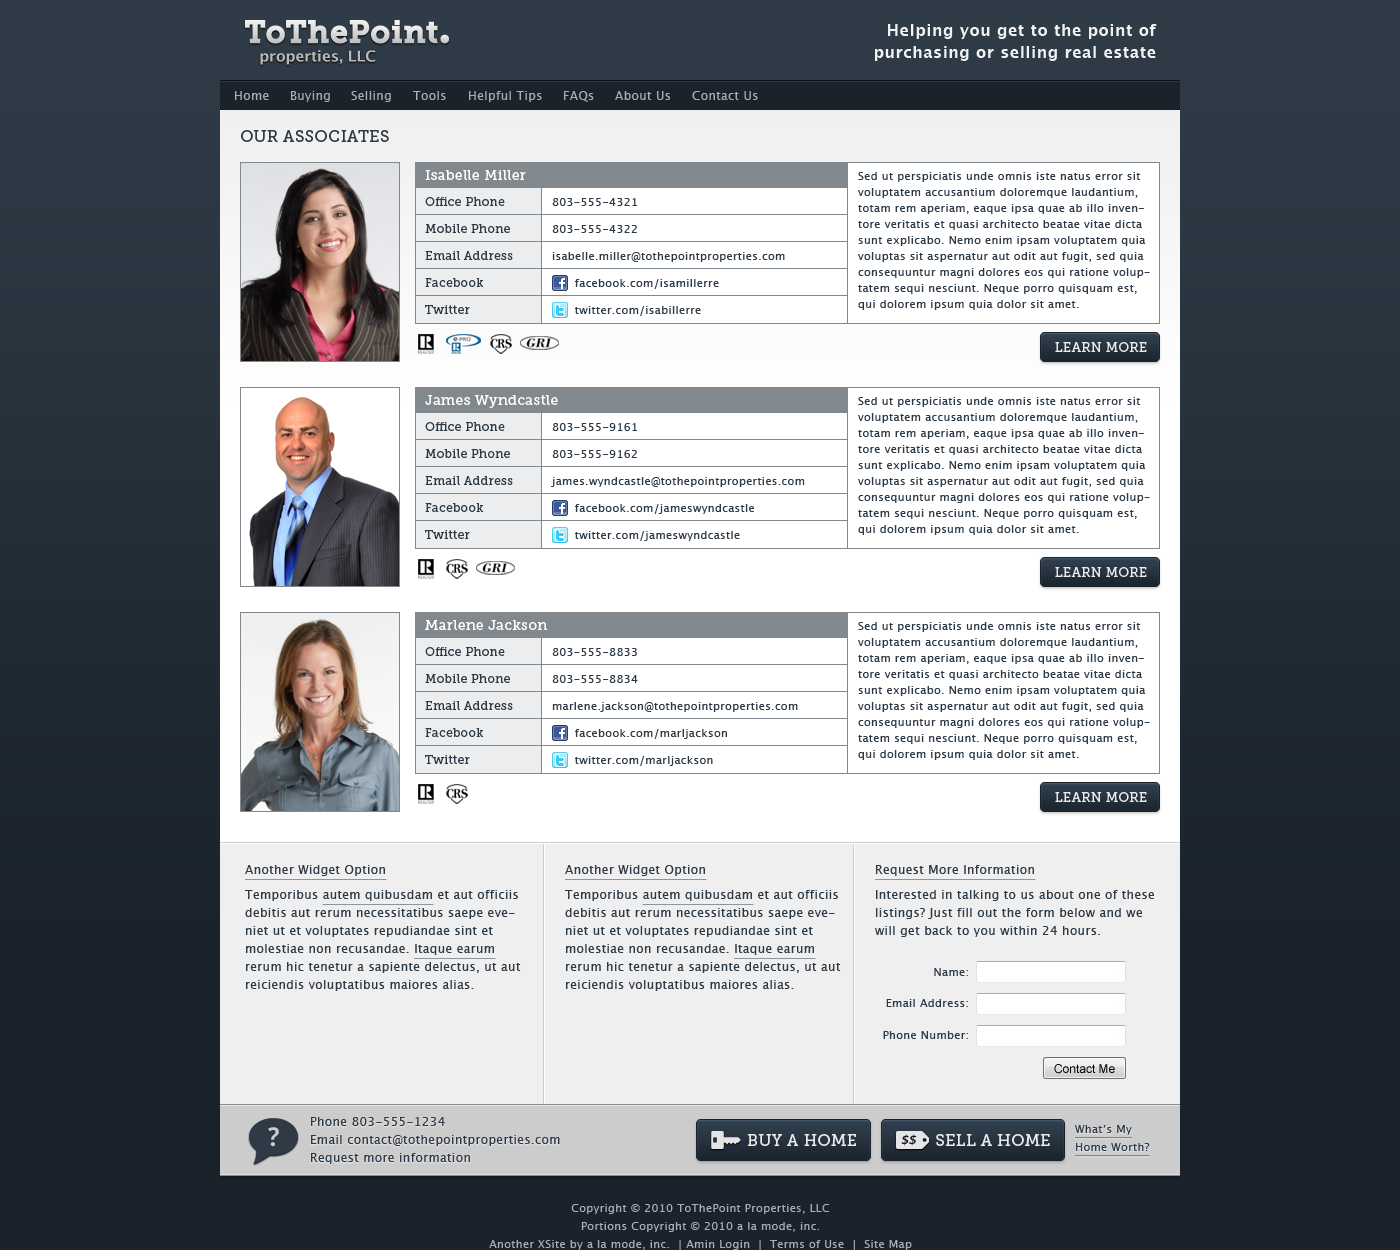 ToThePoint.
properties, LLC
Helping you get to the point of
purchasing or selling real estate
Home Buying Selling Tools Helpful Tips FAQs About Us Contact Us
OUR ASSOCIATES
Isabelle Miller
Office Phone 803-555-4321
Mobile Phone 803-555-4322
Email Address isabelle.miller@tothepointproperties.com
Facebook facebook.com/isamillerre
Twitter twitter.com/isabillerre
Sed ut perspiciatis unde omnis iste natus error sit
voluptatem accusantium doloremque laudantium,
totam rem aperiam, eaque ipsa quae ab illo inven-
tore veritatis et quasi architecto beatae vitae dicta
sunt explicabo. Nemo enim ipsam voluptatem quia
voluptas sit aspernatur aut odit aut fugit, sed quia
consequuntur magni dolores eos qui ratione volup-
tatem sequi nesciunt. Neque porro quisquam est,
qui dolorem ipsum quia dolor sit amet.
R REALTOR e-PRO R CRS GRI
LEARN MORE
James Wyndcastle
Office Phone 803-555-9161
Mobile Phone 803-555-9162
Email Address james.wyndcastle@tothepointproperties.com
Facebook facebook.com/jameswyndcastle
Twitter twitter.com/jameswyndcastle
Sed ut perspiciatis unde omnis iste natus error sit
voluptatem accusantium doloremque laudantium,
totam rem aperiam, eaque ipsa quae ab illo inven-
tore veritatis et quasi architecto beatae vitae dicta
sunt explicabo. Nemo enim ipsam voluptatem quia
voluptas sit aspernatur aut odit aut fugit, sed quia
consequuntur magni dolores eos qui ratione volup-
tatem sequi nesciunt. Neque porro quisquam est,
qui dolorem ipsum quia dolor sit amet.
R REALTOR CRS GRI
LEARN MORE
Marlene Jackson
Office Phone 803-555-8833
Mobile Phone 803-555-8834
Email Address marlene.jackson@tothepointproperties.com
Facebook facebook.com/marljackson
Twitter twitter.com/marljackson
Sed ut perspiciatis unde omnis iste natus error sit
voluptatem accusantium doloremque laudantium,
totam rem aperiam, eaque ipsa quae ab illo inven-
tore veritatis et quasi architecto beatae vitae dicta
sunt explicabo. Nemo enim ipsam voluptatem quia
voluptas sit aspernatur aut odit aut fugit, sed quia
consequuntur magni dolores eos qui ratione volup-
tatem sequi nesciunt. Neque porro quisquam est,
qui dolorem ipsum quia dolor sit amet.
R REALTOR CRS
LEARN MORE
Another Widget Option
Temporibus autem quibusdam et aut officiis
debitis aut rerum necessitatibus saepe eve-
niet ut et voluptates repudiandae sint et
molestiae non recusandae. Itaque earum
rerum hic tenetur a sapiente delectus, ut aut
reiciendis voluptatibus maiores alias.
Another Widget Option
Temporibus autem quibusdam et aut officiis
debitis aut rerum necessitatibus saepe eve-
niet ut et voluptates repudiandae sint et
molestiae non recusandae. Itaque earum
rerum hic tenetur a sapiente delectus, ut aut
reiciendis voluptatibus maiores alias.
Request More Information
Interested in talking to us about one of these
listings? Just fill out the form below and we
will get back to you within 24 hours.
Name:
Email Address:
Phone Number:
Contact Me
?
Phone 803-555-1234
Email contact@tothepointproperties.com
Request more information
BUY A HOME
$$ SELL A HOME
What's My
Home Worth?
Copyright © 2010 ToThePoint Properties, LLC
Portions Copyright © 2010 a la mode, inc.
Another XSite by a la mode, inc. | Amin Login | Terms of Use | Site Map